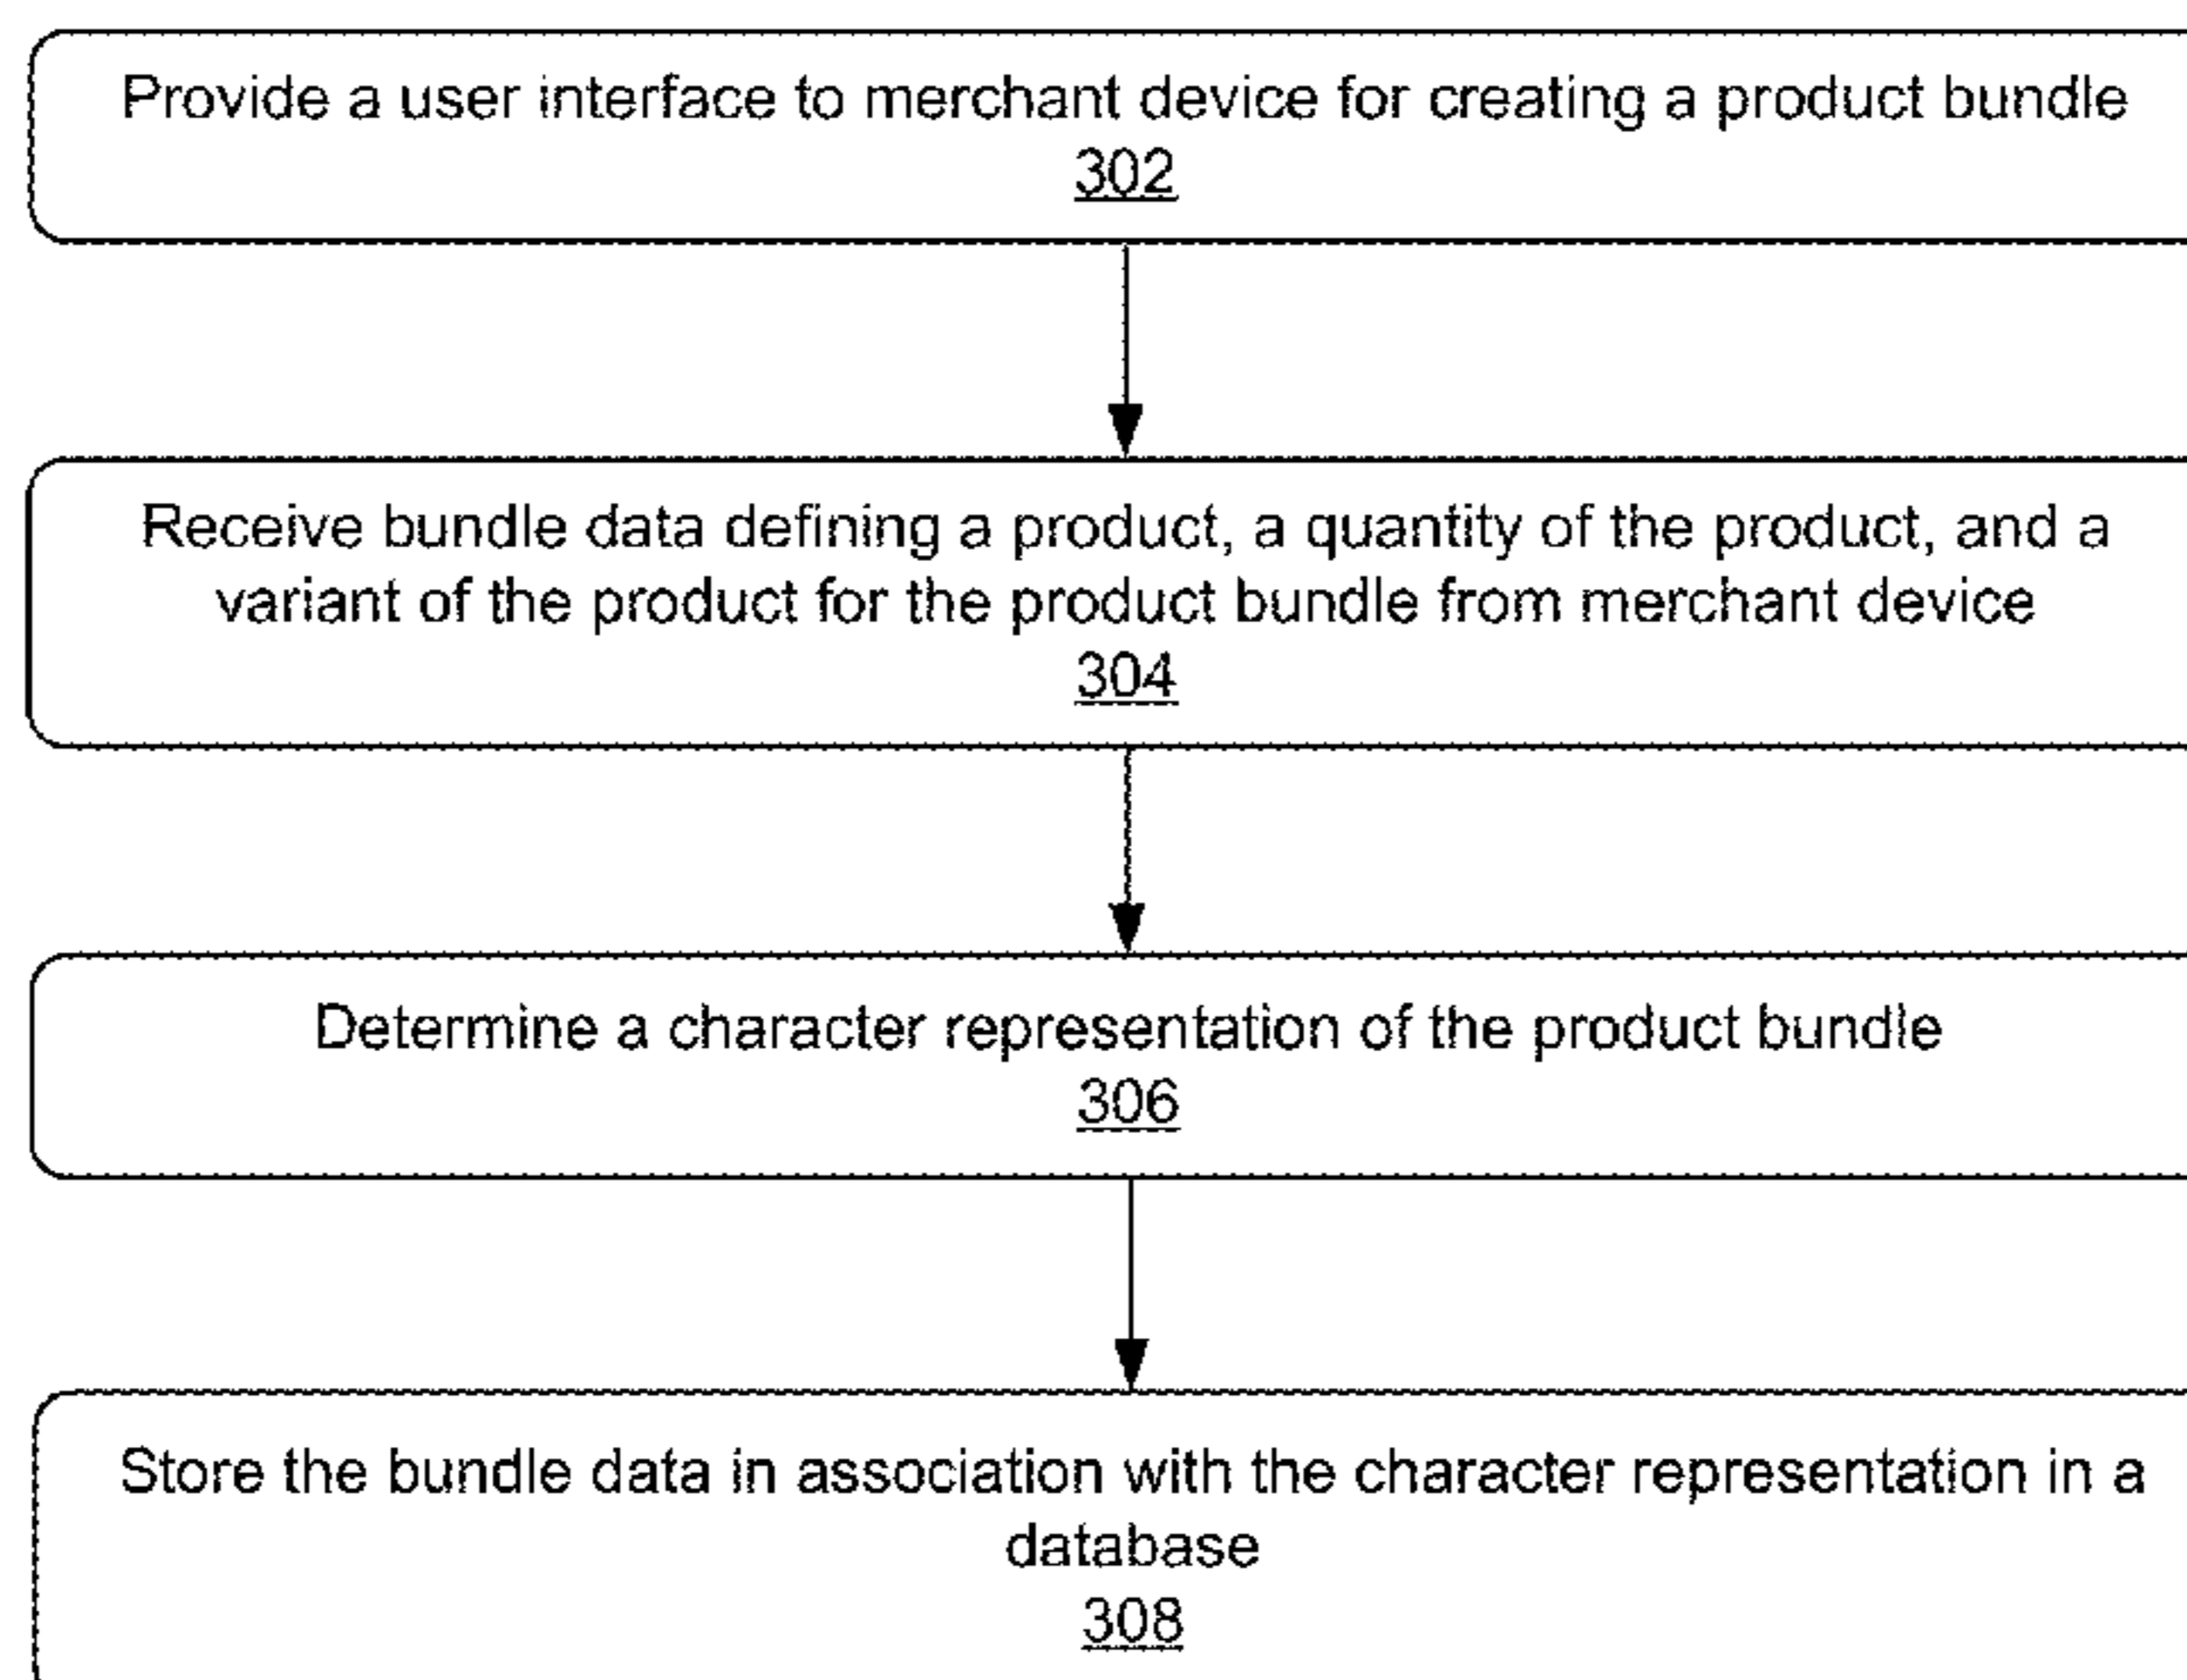 Provide a user interface to merchant device for creating a product bundle
302
Receive bundle data defining a product, a quantity of the product, and a
variant of the product for the product bundle from merchant device
304
Determine a character representation of the product bundle
306
Store the bundle data in association with the character representation in a
database
308